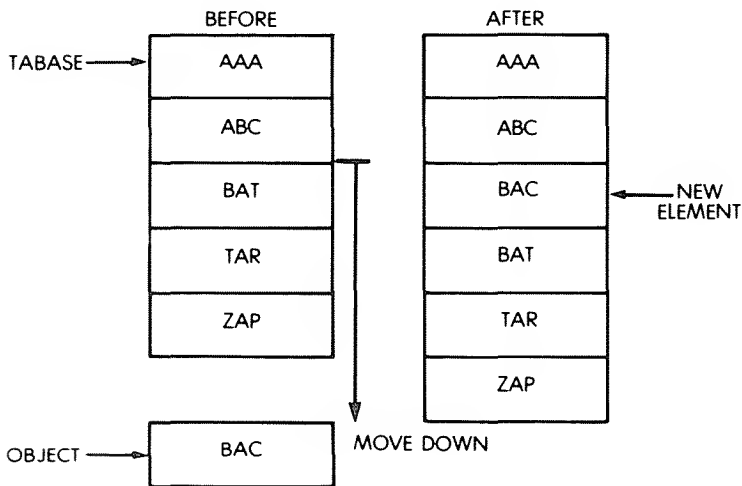 BEFORE
AFTER
TABASE
AAA
ABC
BAT
TAR
ZAP
AAA
ABC
BAC
BAT
TAR
ZAP
NEW
ELEMENT
MOVE DOWN
OBJECT
BAC